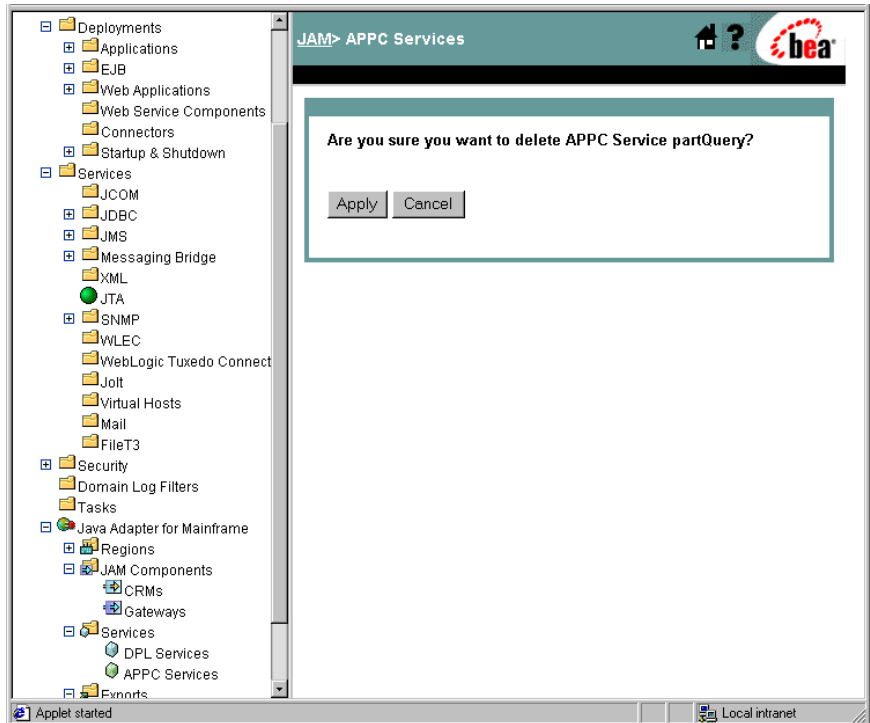 Deployments
Applications
EJB
Web Applications
Web Service Components
Connectors
Startup & Shutdown
Services
JCOM
JDBC
JMS
Messaging Bridge
XML
JTA
SNMP
WLEC
WebLogic Tuxedo Connect
Jolt
Virtual Hosts
Mail
FileT3
Security
Domain Log Filters
Tasks
Java Adapter for Mainframe
Regions
JAM Components
CRMs
Gateways
Services
DPL Services
APPC Services
Exports
JAM> APPC Services
? bea
Are you sure you want to delete APPC Service partQuery?
Apply Cancel
Applet started Local intranet